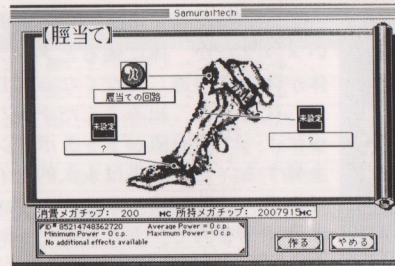 SamuraiMech
【脛当て】
脛当ての回路
未設定
?
未設定
?
消費メガチップ: 200 MC 所持メガチップ: 2007915MC
ID# 85214748362720 Average Power = 0 c.p.
Minimum Power = 0 c.p. Maximum Power = 0 c.p.
No additional effects available
【作る】 【やめる】